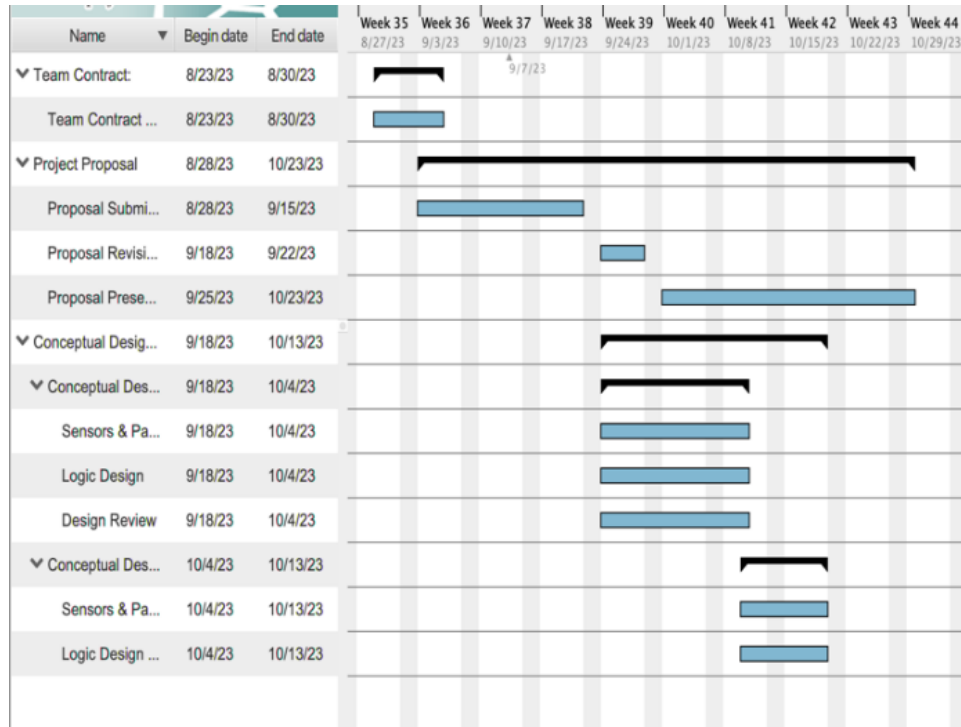 Week 35 Week 36 Week 37 Week 38 Week 39 Week 40 Week 41 Week 42 Week 43 Week 44
Name Begin date End date
8/27/23 9/3/23 9/10/23 9/17/23 9/24/23 10/1/23 10/8/23 10/15/23 10/22/23 10/29/23
9/7/23
Team Contract: 8/23/23 8/30/23
Team Contract ... 8/23/23 8/30/23
Project Proposal 8/28/23 10/23/23
Proposal Submi... 8/28/23 9/15/23
Proposal Revisi... 9/18/23 9/22/23
Proposal Prese... 9/25/23 10/23/23
Conceptual Desig... 9/18/23 10/13/23
Conceptual Des... 9/18/23 10/4/23
Sensors & Pa... 9/18/23 10/4/23
Logic Design 9/18/23 10/4/23
Design Review 9/18/23 10/4/23
Conceptual Des... 10/4/23 10/13/23
Sensors & Pa... 10/4/23 10/13/23
Logic Design ... 10/4/23 10/13/23